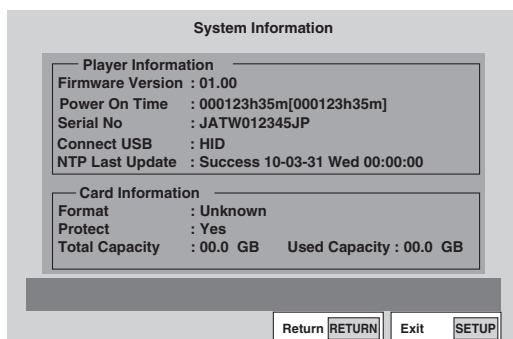 System Information
Player Information
Firmware Version : 01.00
Power On Time : 000123h35m[000123h35m]
Serial No : JATW012345JP
Connect USB : HID
NTP Last Update : Success 10-03-31 Wed 00:00:00
Card Information
Format : Unknown
Protect : Yes
Total Capacity : 00.0 GB Used Capacity : 00.0 GB
Return RETURN Exit SETUP